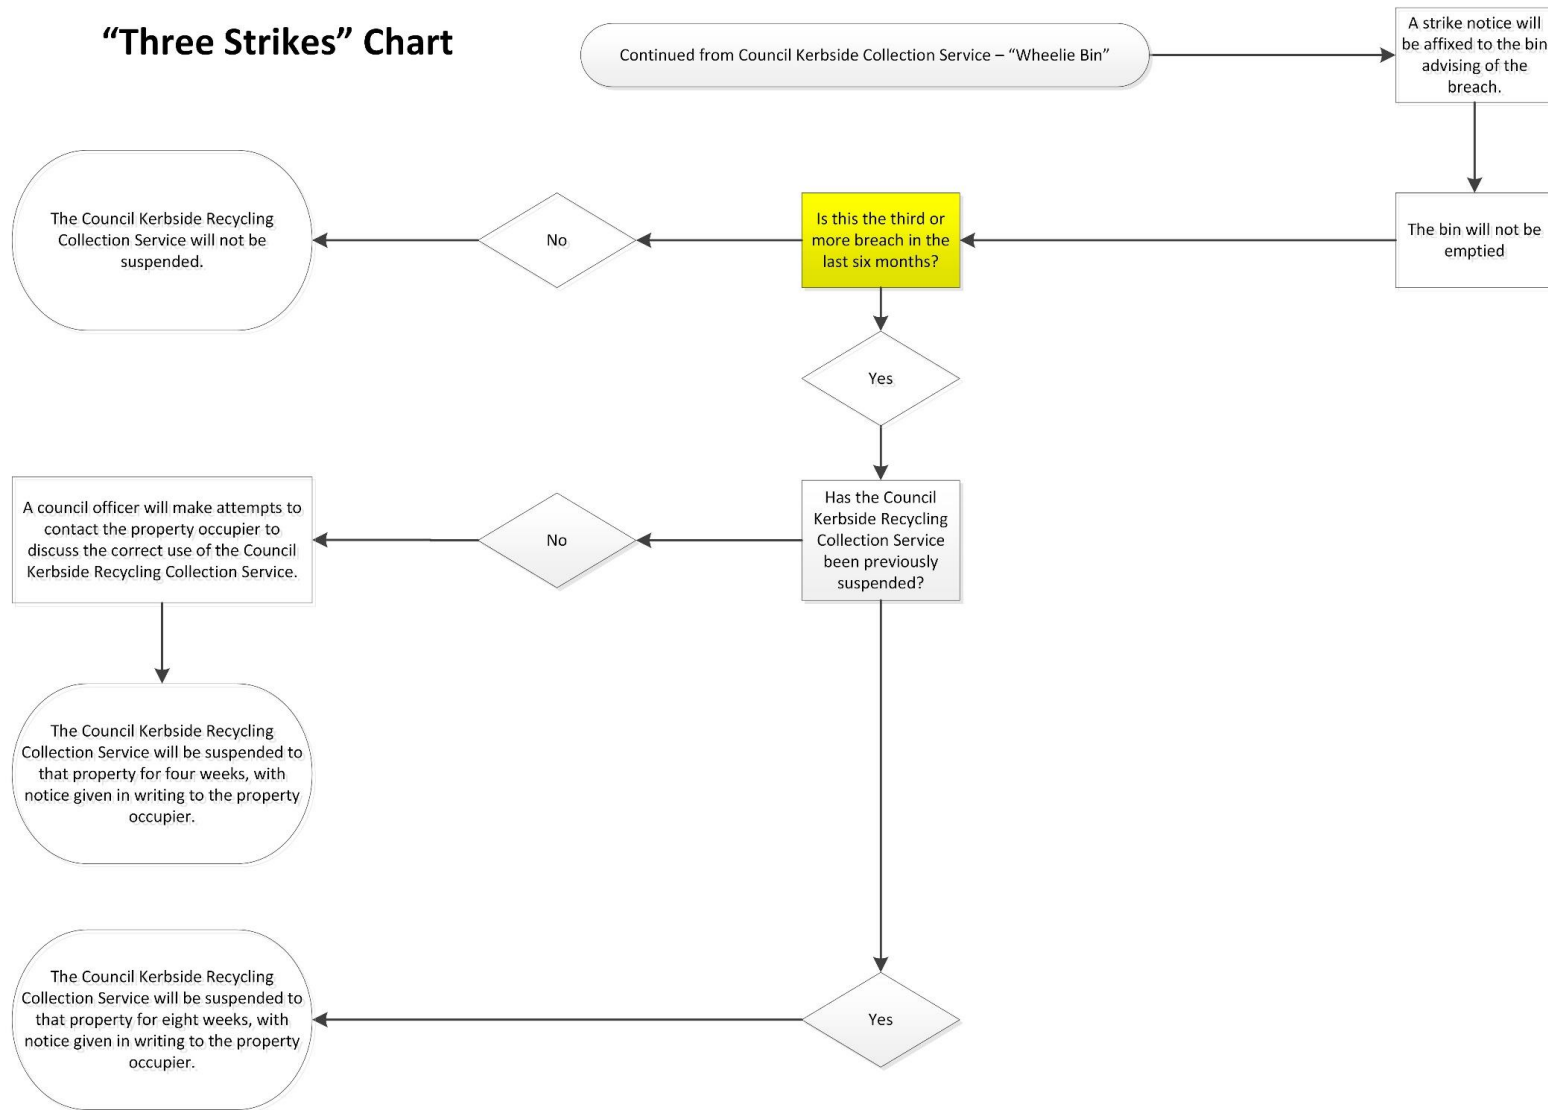 “Three Strikes” Chart
Continued from Council Kerbside Collection Service – “Wheelie Bin”
A strike notice will
be affixed to the bin
advising of the
breach.
The bin will not be
emptied
Is this the third or
more breach in the
last six months?
No
The Council Kerbside Recycling
Collection Service will not be
suspended.
Yes
Has the Council
Kerbside Recycling
Collection Service
been previously
suspended?
No
A council officer will make attempts to
contact the property occupier to
discuss the correct use of the Council
Kerbside Recycling Collection Service.
The Council Kerbside Recycling
Collection Service will be suspended to
that property for four weeks, with
notice given in writing to the property
occupier.
Yes
The Council Kerbside Recycling
Collection Service will be suspended to
that property for eight weeks, with
notice given in writing to the property
occupier.